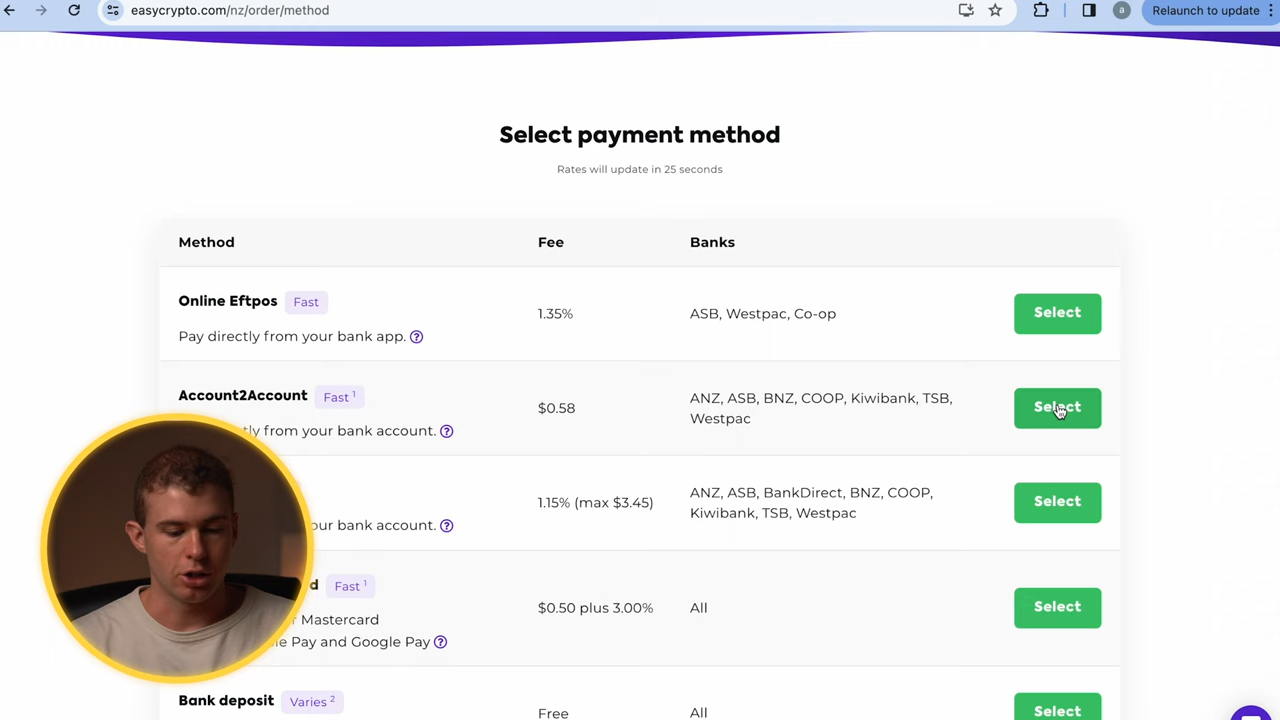 easycrypto.com/nz/order/method
a
Relaunch to update
Select payment method
Rates will update in 25 seconds
Method Fee Banks
Online Eftpos Fast
Pay directly from your bank app. ?
1.35%
ASB, Westpac, Co-op
Select
Account2Account Fast 1
ctly from your bank account. ?
$0.58
ANZ, ASB, BNZ, COOP, Kiwibank, TSB,
Westpac
Select
our bank account. ?
1.15% (max $3.45)
ANZ, ASB, BankDirect, BNZ, COOP,
Kiwibank, TSB, Westpac
Select
d Fast 1
r Mastercard
le Pay and Google Pay ?
$0.50 plus 3.00%
All
Select
Bank deposit Varies 2
Free
All
Select